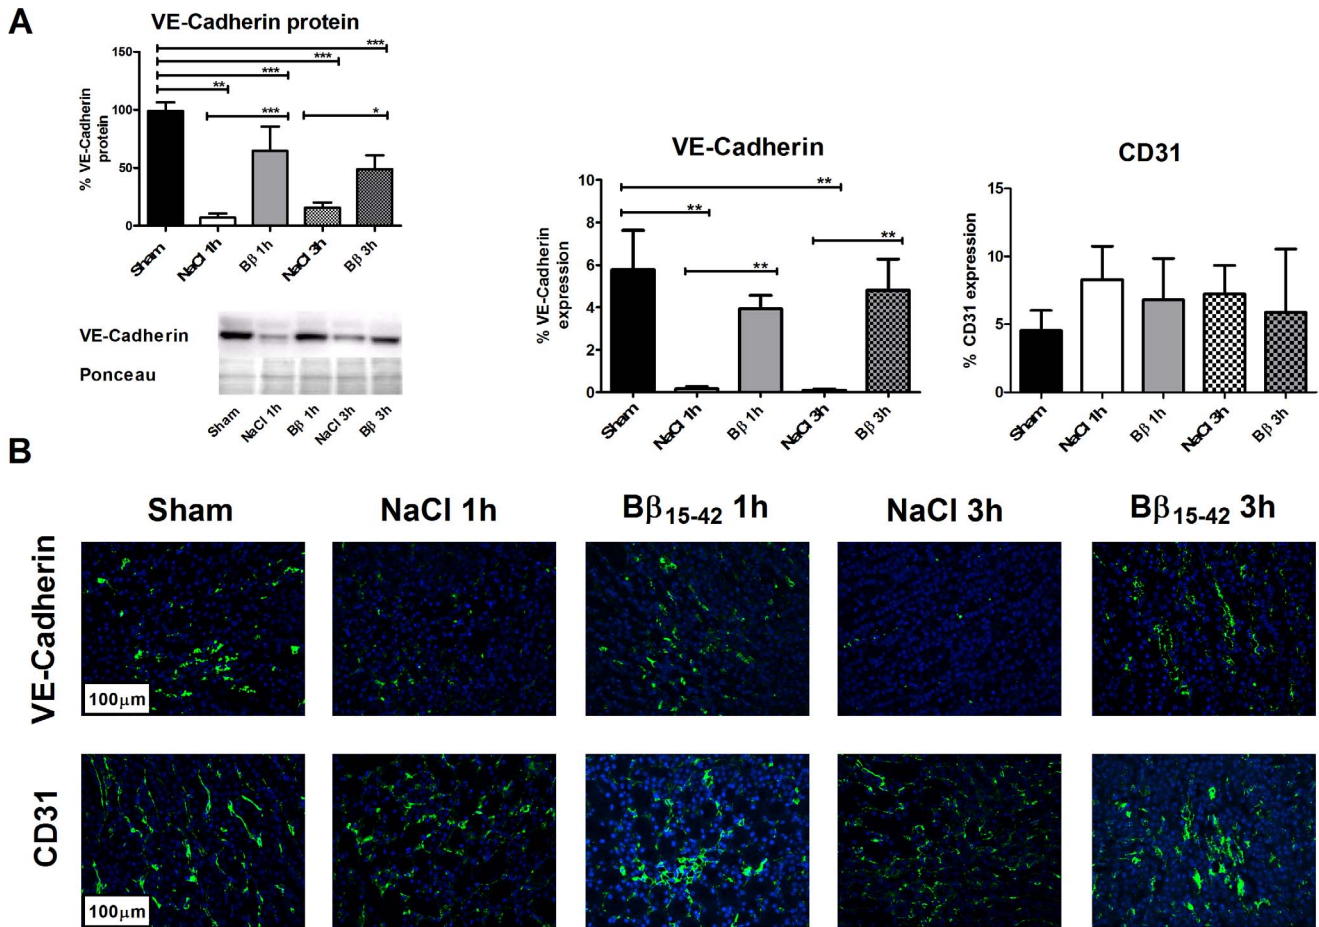 A
VE-Cadherin protein
***
***
***
**
***
*
150
100
50
0
% VE-Cadherin
protein
Sham
NaCl 1h
Bβ 1h
NaCl 3h
Bβ 3h
VE-Cadherin
Ponceau
Sham
NaCl 1h
Bβ 1h
NaCl 3h
Bβ 3h
VE-Cadherin
**
**
**
**
10
8
6
4
2
0
% VE-Cadherin
expression
Sham
NaCl 1h
Bβ 1h
NaCl 3h
Bβ 3h
CD31
15
10
5
0
% CD31 expression
Sham
NaCl 1h
Bβ 1h
NaCl 3h
Bβ 3h
B
Sham
NaCl 1h
Bβ15-42 1h
NaCl 3h
Bβ15-42 3h
VE-Cadherin
100µm
CD31
100µm